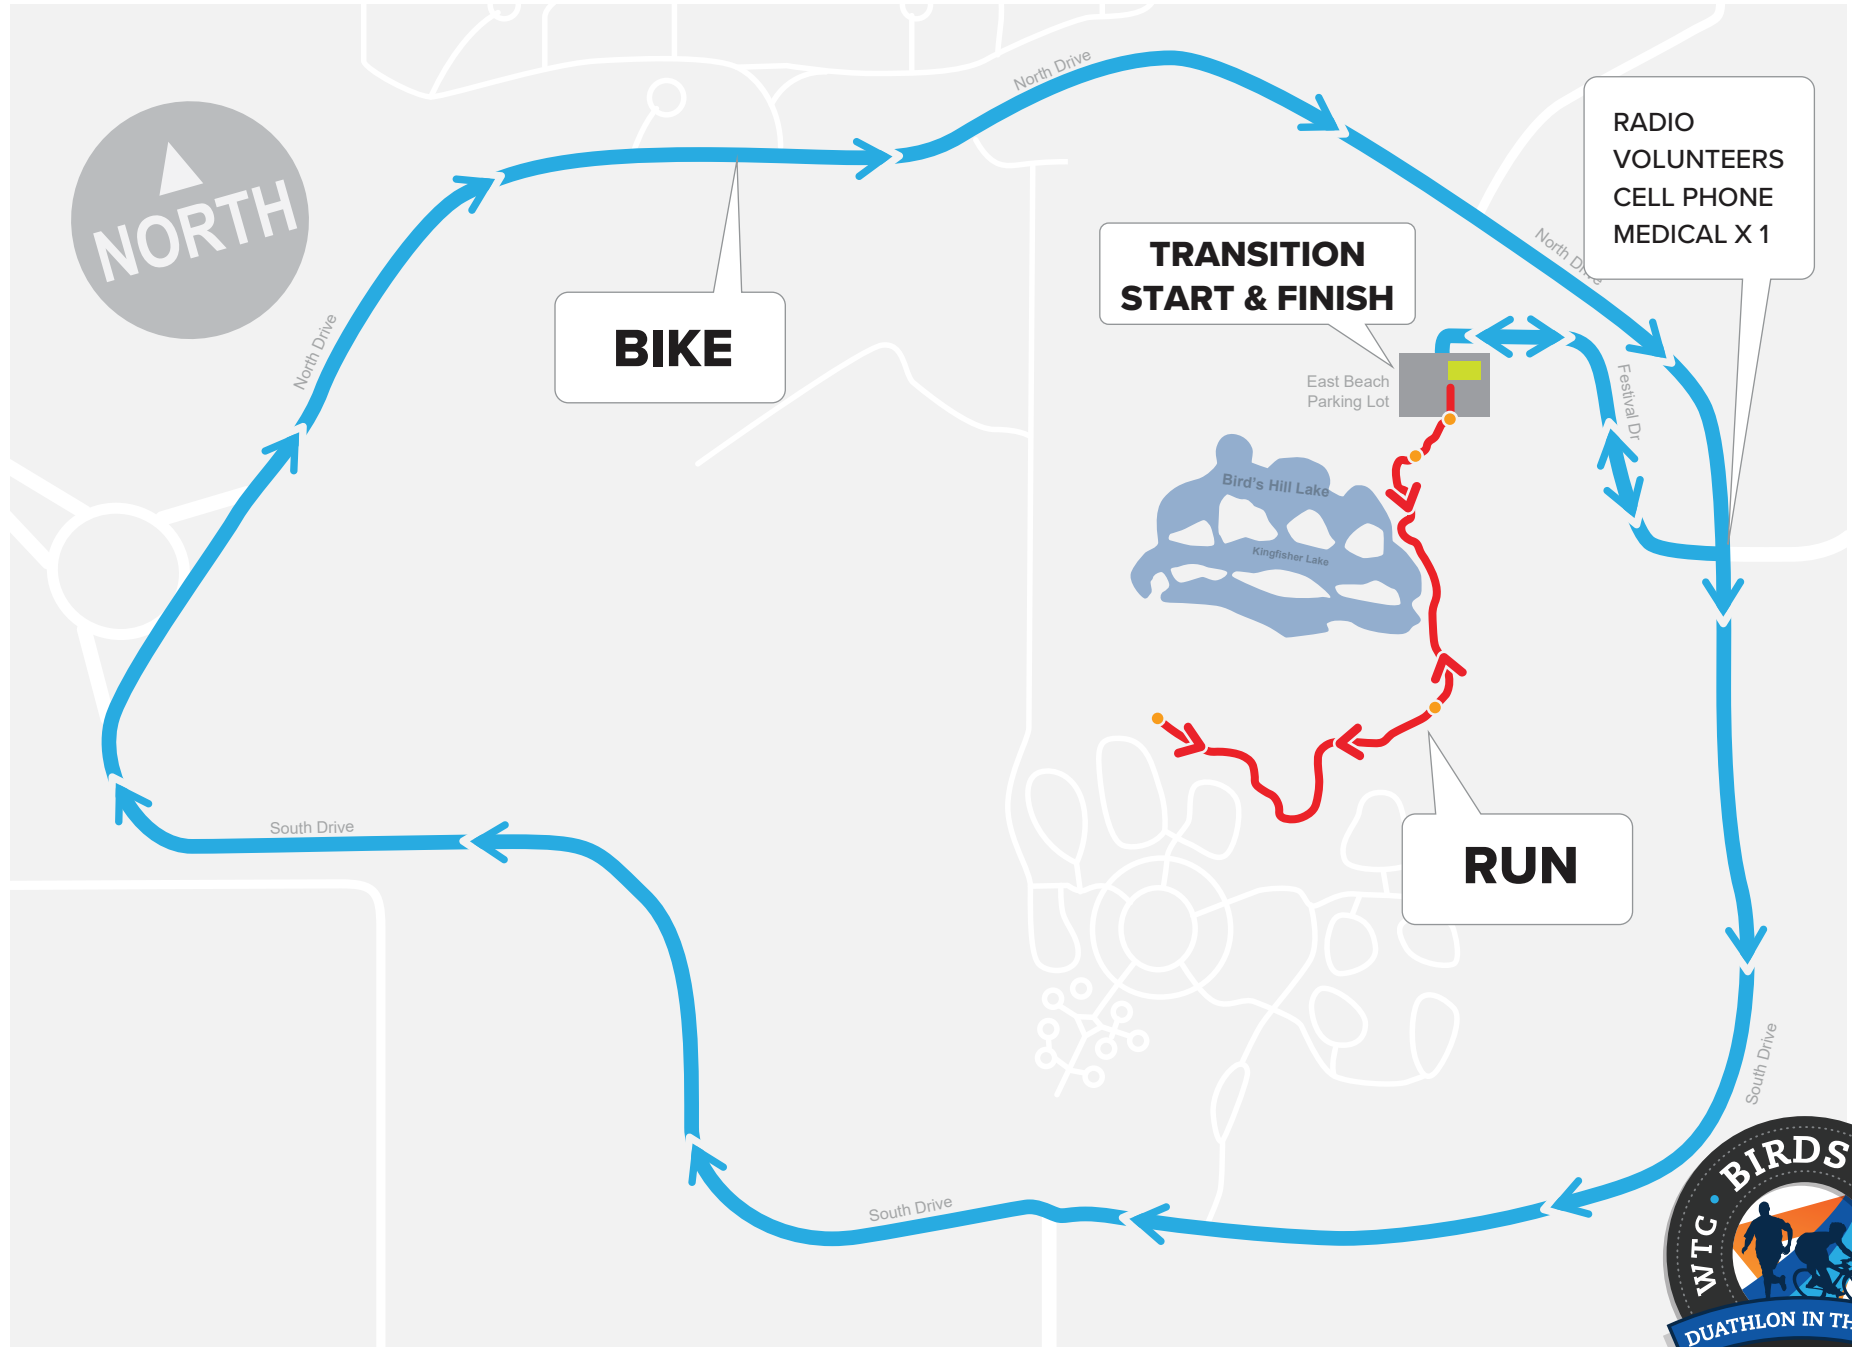 North Drive
RADIO
VOLUNTEERS
CELL PHONE
MEDICAL X 1
NORTH
TRANSITION
START & FINISH
North Drive
BIKE
North Drive
East Beach
Parking Lot
Festival Dr
Bird's Hill Lake
Kingfisher Lake
South Drive
RUN
South Drive
South Drive
WTC • BIRDS
DUATHLON IN TH